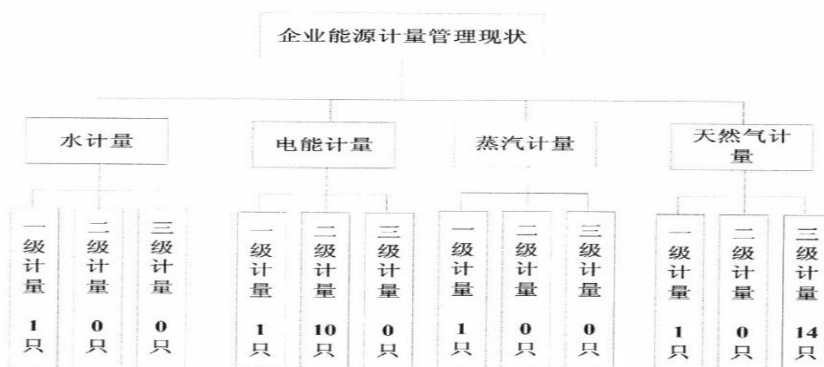 企业能源计量管理现状
水计量
电能计量
蒸汽计量
天然气计
量
一级计量 1 只
二级计量 0 只
三级计量 0 只
一级计量 1 只
二级计量 10 只
三级计量 0 只
一级计量 1 只
二级计量 0 只
三级计量 0 只
一级计量 1 只
二级计量 0 只
三级计量 14 只